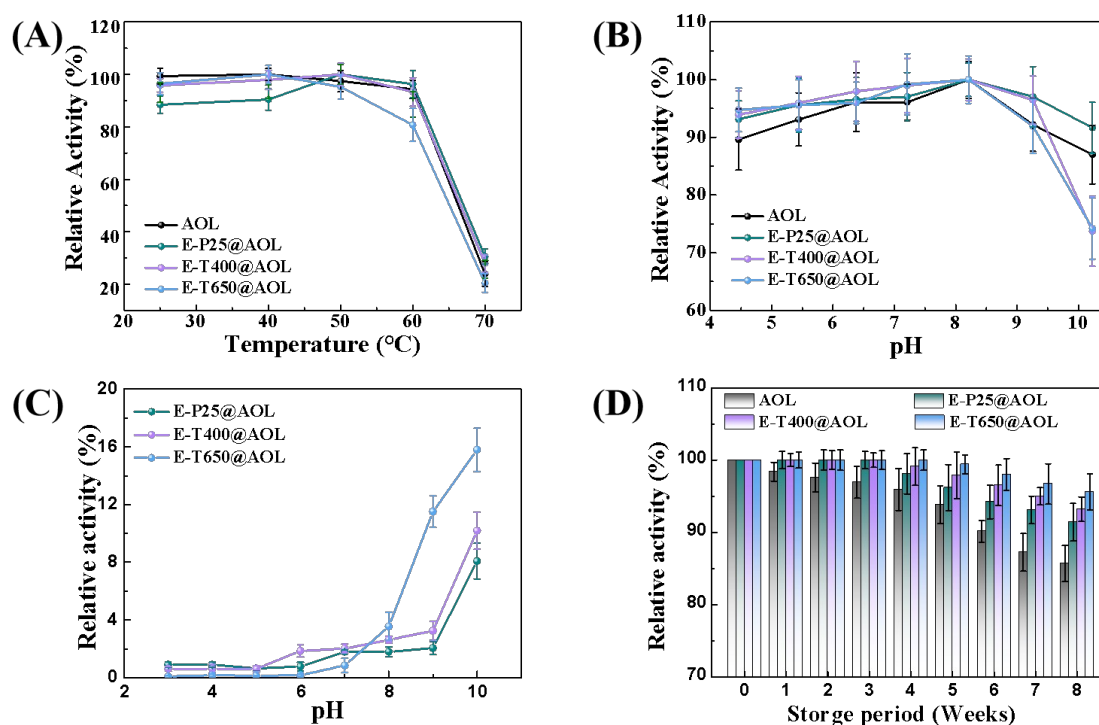 (A)
Relative Activity (%)
120
100
80
60
40
20
AOL
E-P25@AOL
E-T400@AOL
E-T650@AOL
20 30 40 50 60 70
Temperature (°C)
(B)
Relative Activity (%)
110
100
90
80
70
60
AOL
E-P25@AOL
E-T400@AOL
E-T650@AOL
4 5 6 7 8 9 10
pH
(C)
Relative activity (%)
20
16
12
8
4
0
E-P25@AOL
E-T400@AOL
E-T650@AOL
2 4 6 8 10
pH
(D)
Relative activity (%)
110
100
90
80
70
AOL E-P25@AOL
E-T400@AOL E-T650@AOL
0 1 2 3 4 5 6 7 8
Storge period (Weeks)